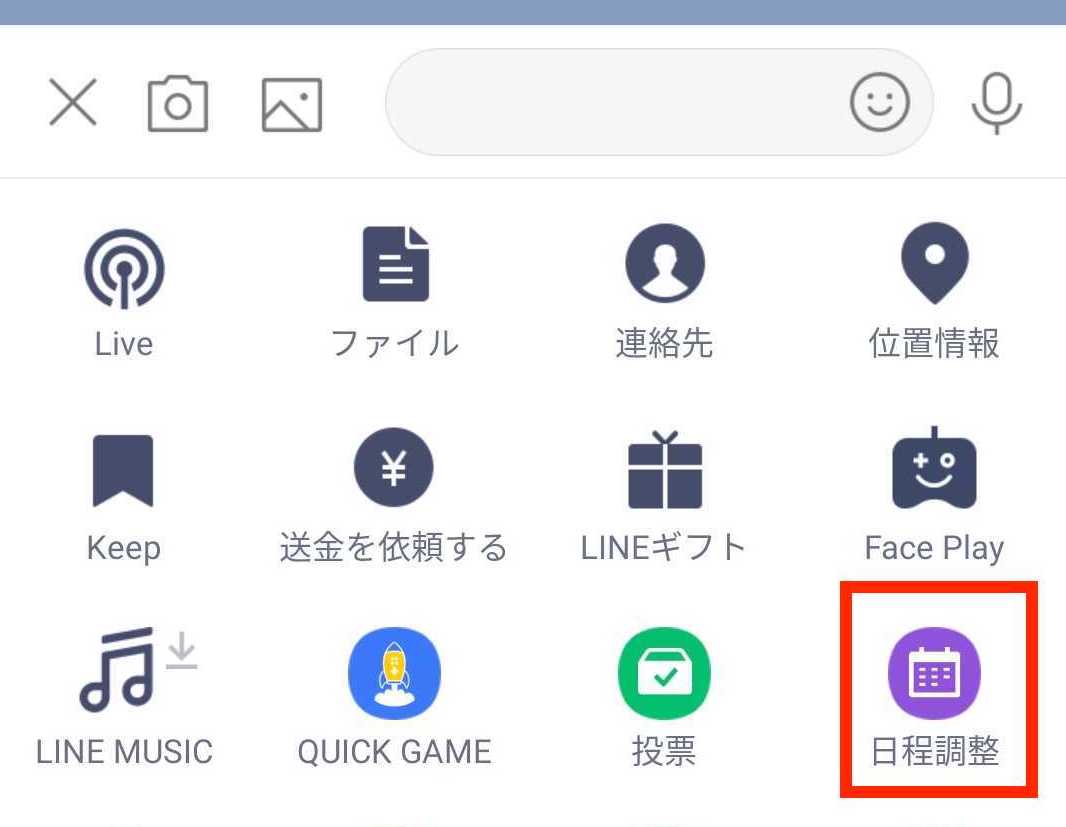 Live
ファイル
連絡先
位置情報
Keep
送金を依頼する
LINEギフト
Face Play
LINE MUSIC
QUICK GAME
投票
日程調整